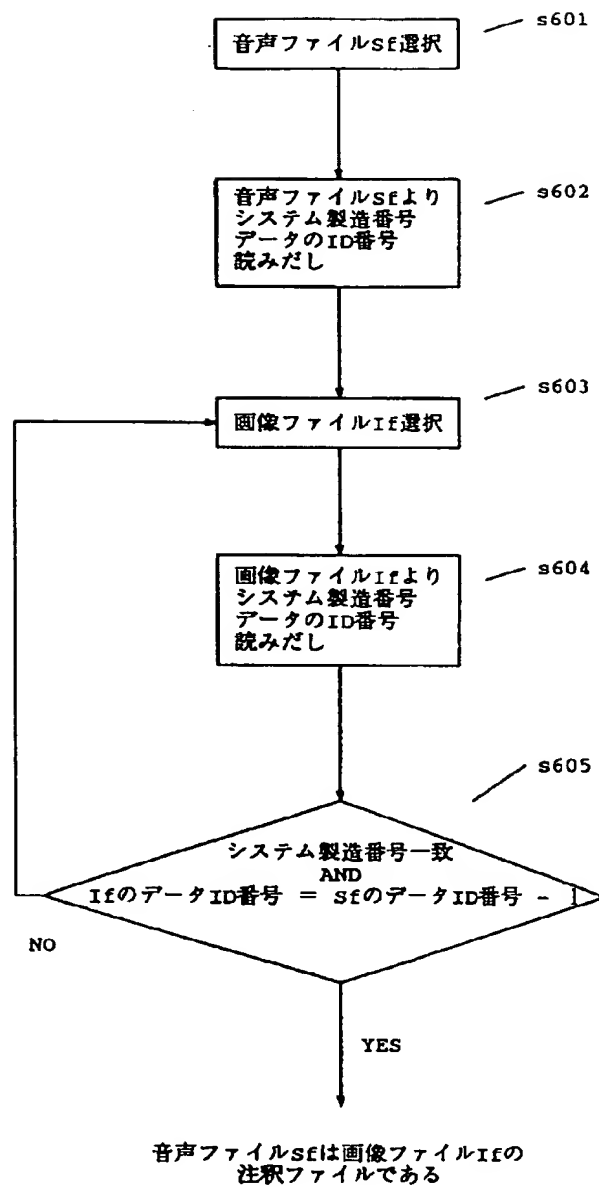 s601
音声ファイルSf選択
s602
音声ファイルSfより
システム製造番号
データのID番号
読みだし
s603
画像ファイルIf選択
s604
画像ファイルIfより
システム製造番号
データのID番号
読みだし
s605
システム製造番号一致
AND
IfのデータID番号 = SfのデータID番号 - 1
NO
YES
音声ファイルSfは画像ファイルIfの
注釈ファイルである